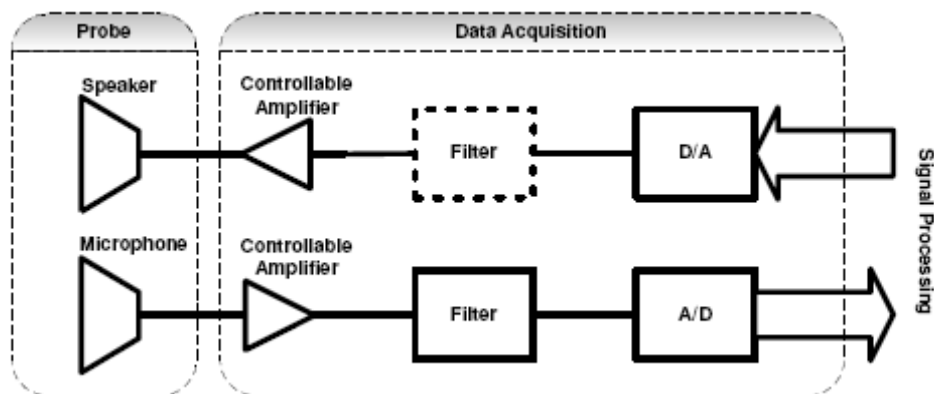 Probe
Data Acquisition
Speaker
Controllable
Amplifier
Filter
D/A
Microphone
Controllable
Amplifier
Filter
A/D
Signal Processing